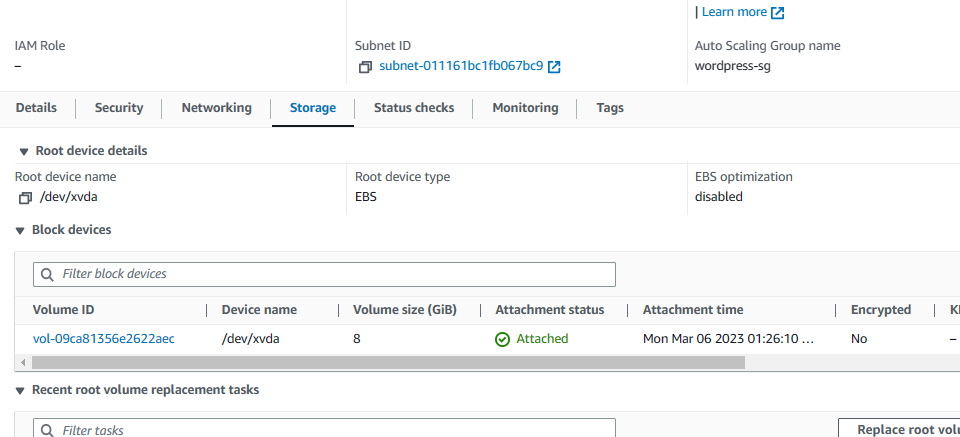 | Learn more
IAM Role
–
Subnet ID
subnet-011161bc1fb067bc9
Auto Scaling Group name
wordpress-sg
Details Security Networking Storage Status checks Monitoring Tags
Root device details
Root device name
/dev/xvda
Root device type
EBS
EBS optimization
disabled
Block devices
Filter block devices
Volume ID Device name Volume size (GiB) Attachment status Attachment time Encrypted
vol-09ca81356e2622aec /dev/xvda 8 Attached Mon Mar 06 2023 01:26:10 ... No –
Recent root volume replacement tasks
Filter tasks
Replace root